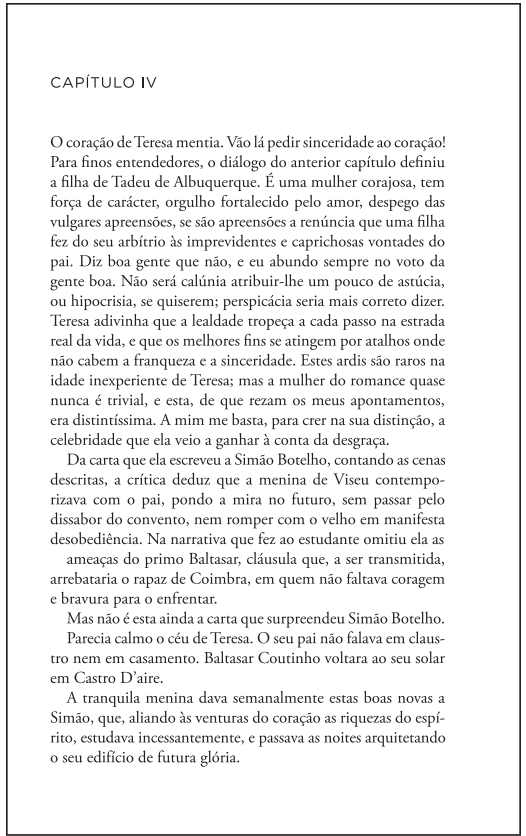 CAPÍTULO IV
O coração de Teresa mentia. Vão lá pedir sinceridade ao coração!
Para finos entendedores, o diálogo do anterior capítulo definiu
a filha de Tadeu de Albuquerque. É uma mulher corajosa, tem
força de carácter, orgulho fortalecido pelo amor, despego das
vulgares apreensões, se são apreensões a renúncia que uma filha
fez do seu arbítrio às imprevidentes e caprichosas vontades do
pai. Diz boa gente que não, e eu abundo sempre no voto da
gente boa. Não será calúnia atribuir-lhe um pouco de astúcia,
ou hipocrisia, se quiserem; perspicácia seria mais correto dizer.
Teresa adivinha que a lealdade tropeça a cada passo na estrada
real da vida, e que os melhores fins se atingem por atalhos onde
não cabem a franqueza e a sinceridade. Estes ardis são raros na
idade inexperiente de Teresa; mas a mulher do romance quase
nunca é trivial, e esta, de que rezam os meus apontamentos,
era distintíssima. A mim me basta, para crer na sua distinção, a
celebridade que ela veio a ganhar à conta da desgraça.
Da carta que ela escreveu a Simão Botelho, contando as cenas
descritas, a crítica deduz que a menina de Viseu contempo-
rizava com o pai, pondo a mira no futuro, sem passar pelo
dissabor do convento, nem romper com o velho em manifesta
desobediência. Na narrativa que fez ao estudante omitiu ela as
ameaças do primo Baltasar, cláusula que, a ser transmitida,
arrebataria o rapaz de Coimbra, em quem não faltava coragem
e bravura para o enfrentar.
Mas não é esta ainda a carta que surpreendeu Simão Botelho.
Parecia calmo o céu de Teresa. O seu pai não falava em claus-
tro nem em casamento. Baltasar Coutinho voltara ao seu solar
em Castro D'aire.
A tranquila menina dava semanalmente estas boas novas a
Simão, que, aliando às venturas do coração as riquezas do espí-
rito, estudava incessantemente, e passava as noites arquitetando
o seu edifício de futura glória.